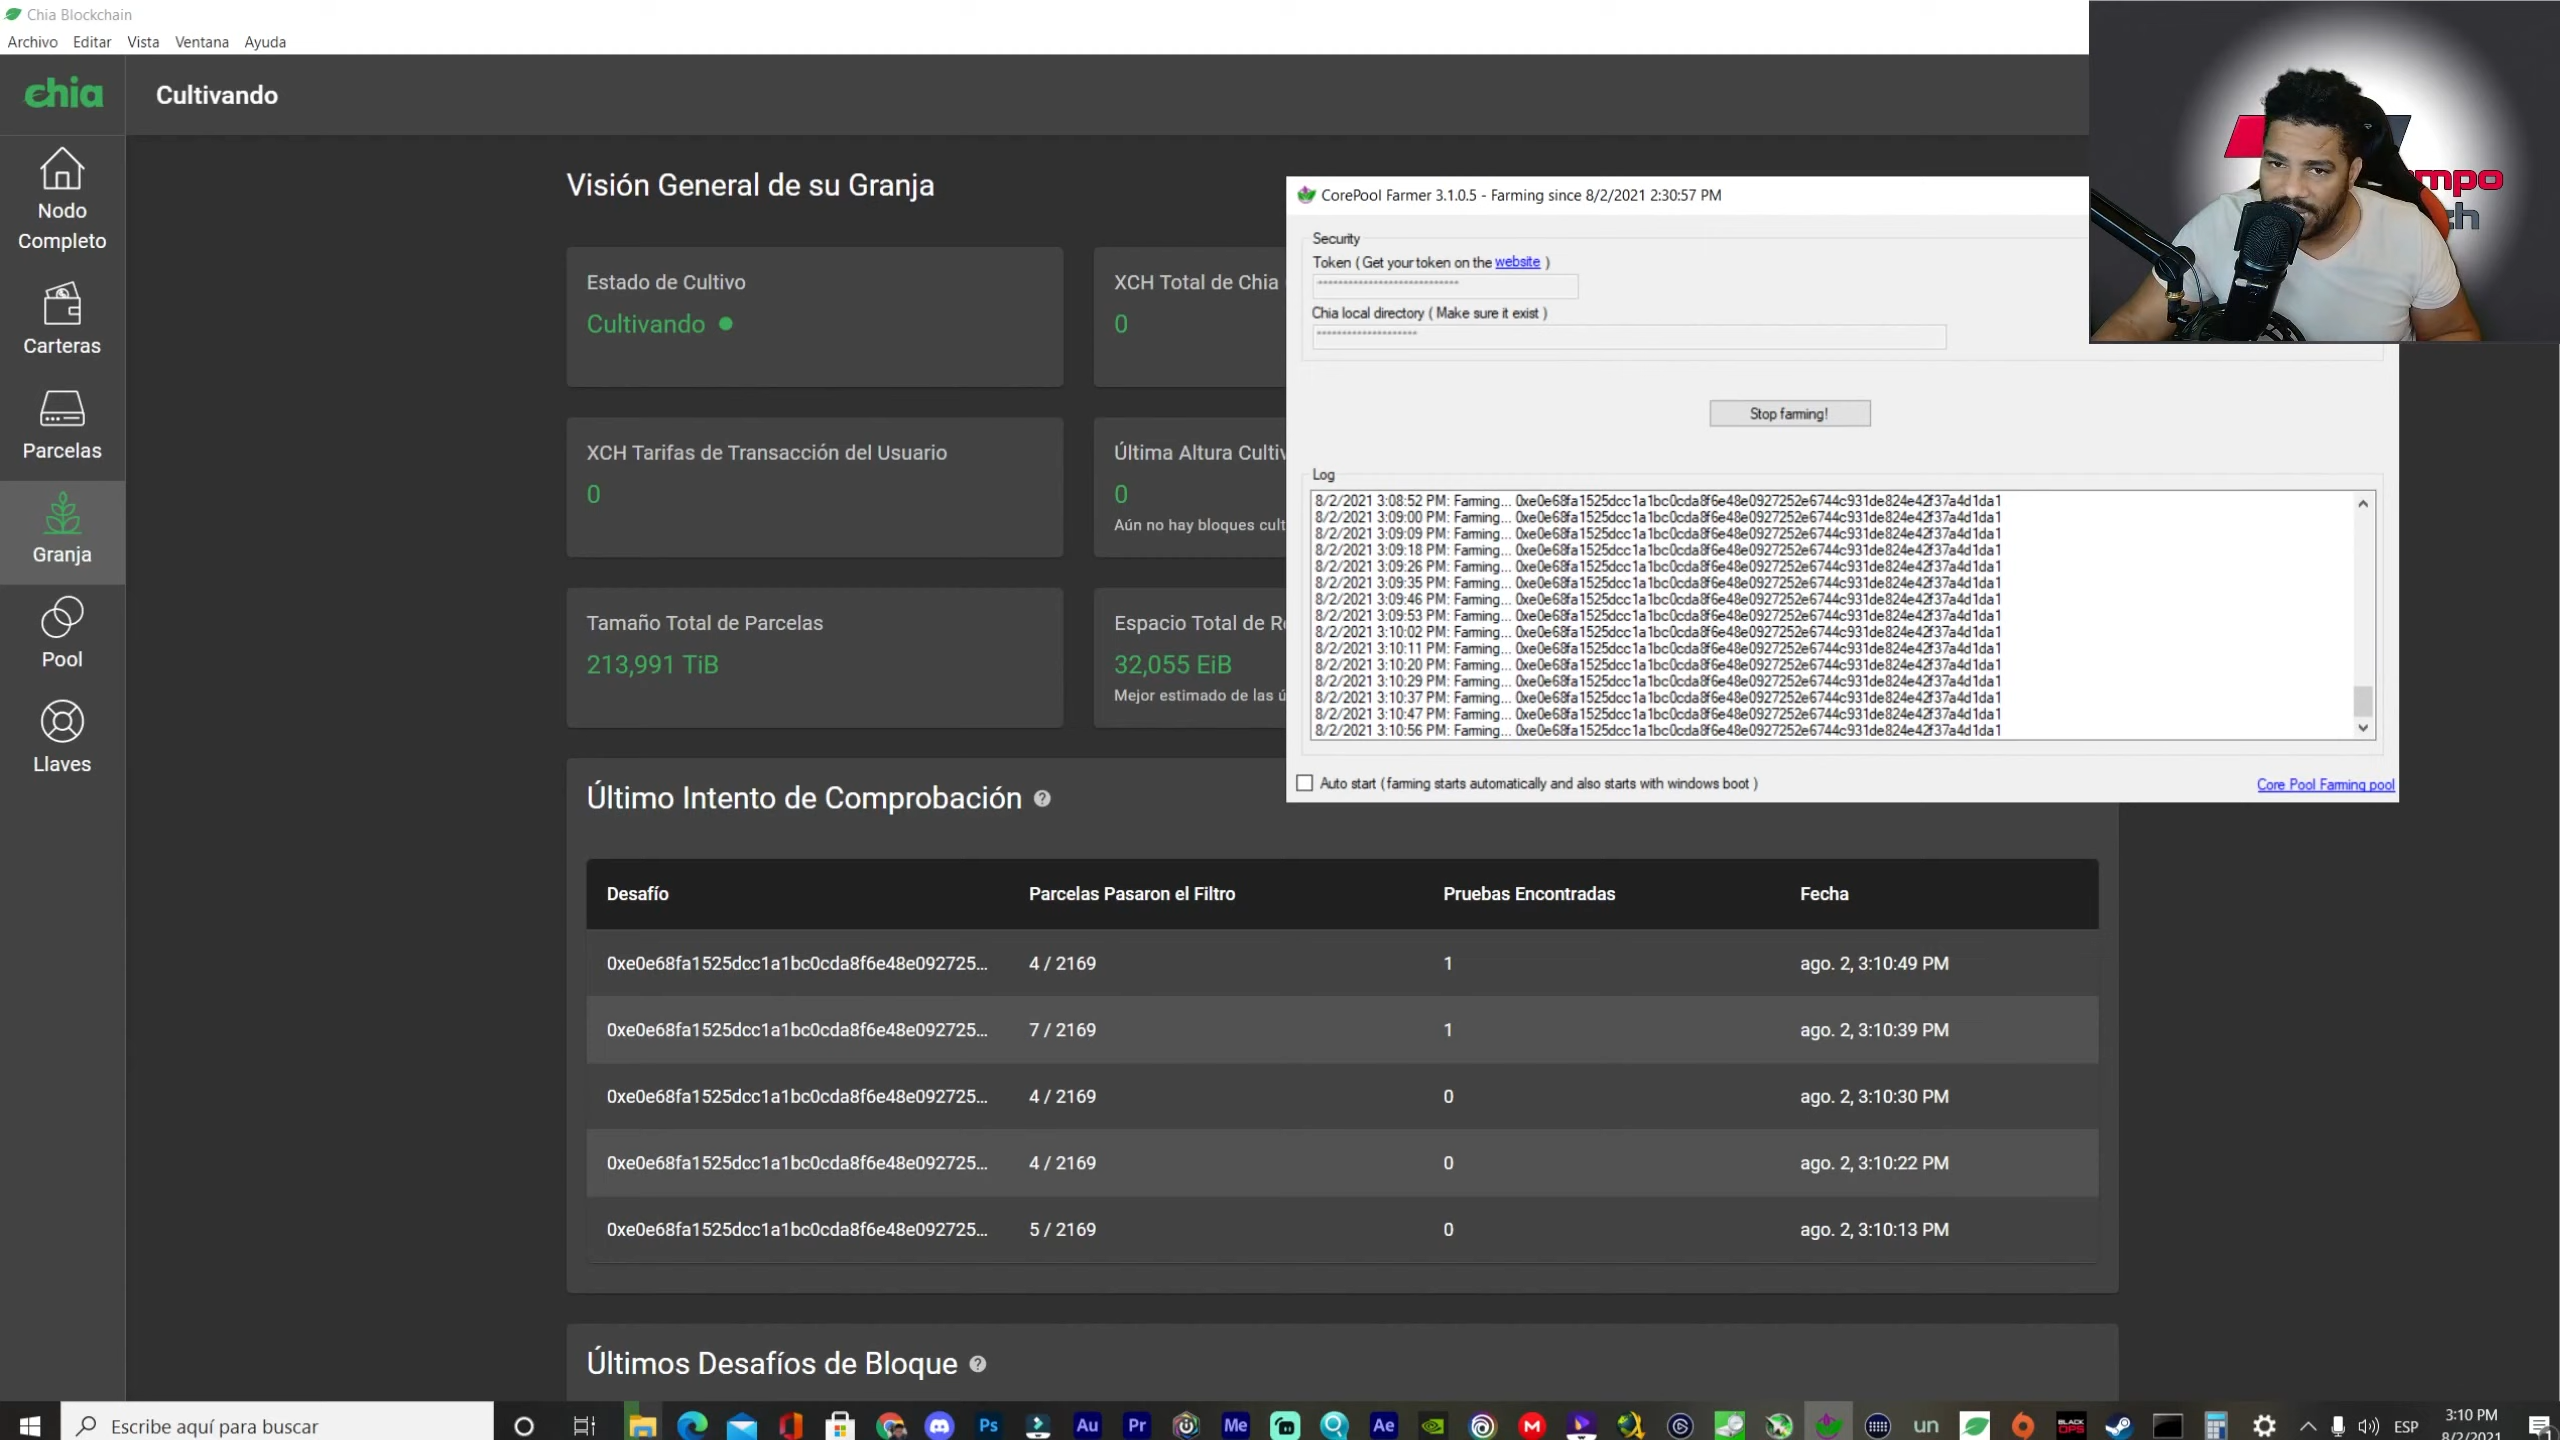 Chia Blockchain
Archivo Editar Vista Ventana Ayuda
chia
Cultivando
Nodo
Completo
Carteras
Parcelas
Granja
Pool
Llaves
Visión General de su Granja
Estado de Cultivo
Cultivando
XCH Total de Chia
0
XCH Tarifas de Transacción del Usuario
0
Última Altura
0
Aún no hay bloques
Tamaño Total de Parcelas
213,991 TiB
Espacio Total de
32,055 EiB
Mejor estimado de las
CorePool Farmer 3.1.0.5 - Farming since 8/2/2021 2:30:57 PM
Security
Token ( Get your token on the website )
Chia local directory ( Make sure it exist )
Stop farming!
Log
8/2/2021 3:08:52 PM: Farming... 0xe0e68fa1525dcc1a1bc0cda8f6e48e0927252e6744c931de824e42f37a4d1da1
8/2/2021 3:09:00 PM: Farming... 0xe0e68fa1525dcc1a1bc0cda8f6e48e0927252e6744c931de824e42f37a4d1da1
8/2/2021 3:09:09 PM: Farming... 0xe0e68fa1525dcc1a1bc0cda8f6e48e0927252e6744c931de824e42f37a4d1da1
8/2/2021 3:09:18 PM: Farming... 0xe0e68fa1525dcc1a1bc0cda8f6e48e0927252e6744c931de824e42f37a4d1da1
8/2/2021 3:09:26 PM: Farming... 0xe0e68fa1525dcc1a1bc0cda8f6e48e0927252e6744c931de824e42f37a4d1da1
8/2/2021 3:09:35 PM: Farming... 0xe0e68fa1525dcc1a1bc0cda8f6e48e0927252e6744c931de824e42f37a4d1da1
8/2/2021 3:09:46 PM: Farming... 0xe0e68fa1525dcc1a1bc0cda8f6e48e0927252e6744c931de824e42f37a4d1da1
8/2/2021 3:09:53 PM: Farming... 0xe0e68fa1525dcc1a1bc0cda8f6e48e0927252e6744c931de824e42f37a4d1da1
8/2/2021 3:10:02 PM: Farming... 0xe0e68fa1525dcc1a1bc0cda8f6e48e0927252e6744c931de824e42f37a4d1da1
8/2/2021 3:10:11 PM: Farming... 0xe0e68fa1525dcc1a1bc0cda8f6e48e0927252e6744c931de824e42f37a4d1da1
8/2/2021 3:10:20 PM: Farming... 0xe0e68fa1525dcc1a1bc0cda8f6e48e0927252e6744c931de824e42f37a4d1da1
8/2/2021 3:10:29 PM: Farming... 0xe0e68fa1525dcc1a1bc0cda8f6e48e0927252e6744c931de824e42f37a4d1da1
8/2/2021 3:10:37 PM: Farming... 0xe0e68fa1525dcc1a1bc0cda8f6e48e0927252e6744c931de824e42f37a4d1da1
8/2/2021 3:10:47 PM: Farming... 0xe0e68fa1525dcc1a1bc0cda8f6e48e0927252e6744c931de824e42f37a4d1da1
8/2/2021 3:10:56 PM: Farming... 0xe0e68fa1525dcc1a1bc0cda8f6e48e0927252e6744c931de824e42f37a4d1da1
Auto start ( farming starts automatically and also starts with windows boot )
Core Pool Farming pool
Último Intento de Comprobación
Desafío Parcelas Pasaron el Filtro Pruebas Encontradas Fecha
0xe0e68fa1525dcc1a1bc0cda8f6e48e092725... 4 / 2169 1 ago. 2, 3:10:49 PM
0xe0e68fa1525dcc1a1bc0cda8f6e48e092725... 7 / 2169 1 ago. 2, 3:10:39 PM
0xe0e68fa1525dcc1a1bc0cda8f6e48e092725... 4 / 2169 0 ago. 2, 3:10:30 PM
0xe0e68fa1525dcc1a1bc0cda8f6e48e092725... 4 / 2169 0 ago. 2, 3:10:22 PM
0xe0e68fa1525dcc1a1bc0cda8f6e48e092725... 5 / 2169 0 ago. 2, 3:10:13 PM
Últimos Desafíos de Bloque
Escribe aquí para buscar
Ps Au Pr Me Ae un BLACK OPS ESP
3:10 PM
8/2/2021